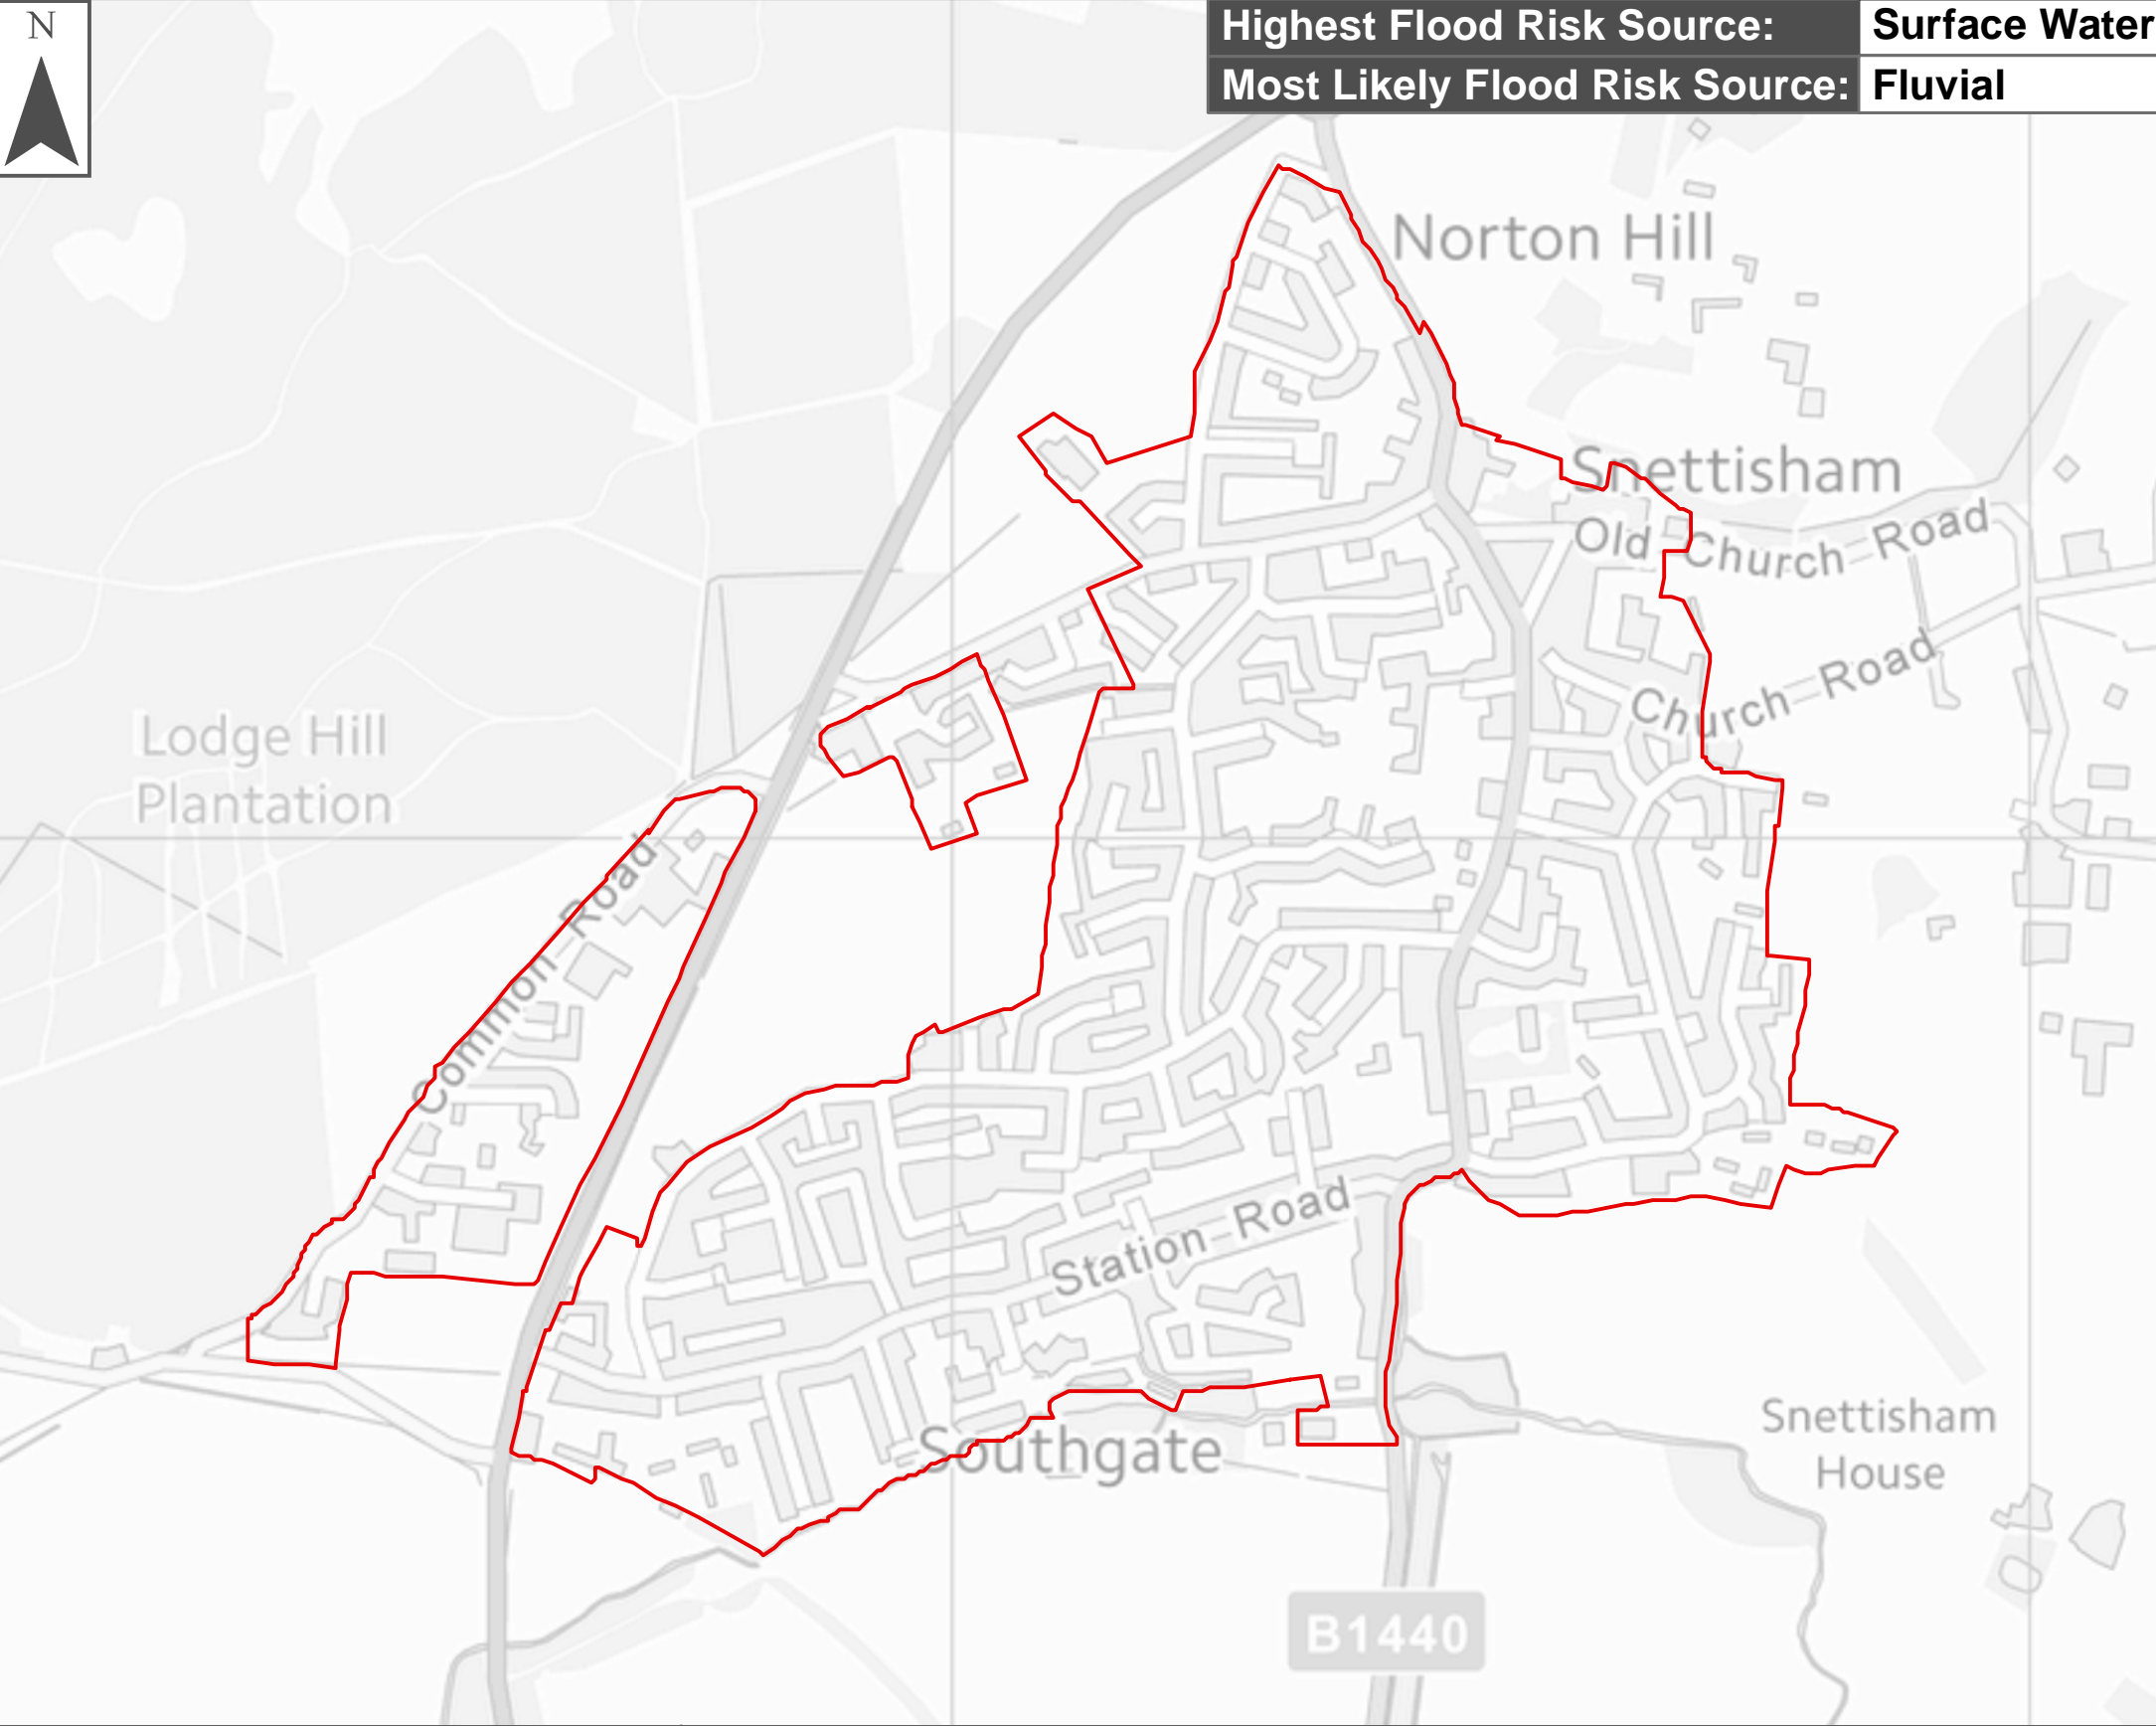 N
Highest Flood Risk Source: Surface Water
Most Likely Flood Risk Source: Fluvial
Norton Hill
Snettisham
Old Church Road
Church Road
Lodge Hill
Plantation
Common Road
Station Road
Southgate
Snettisham
House
B1440